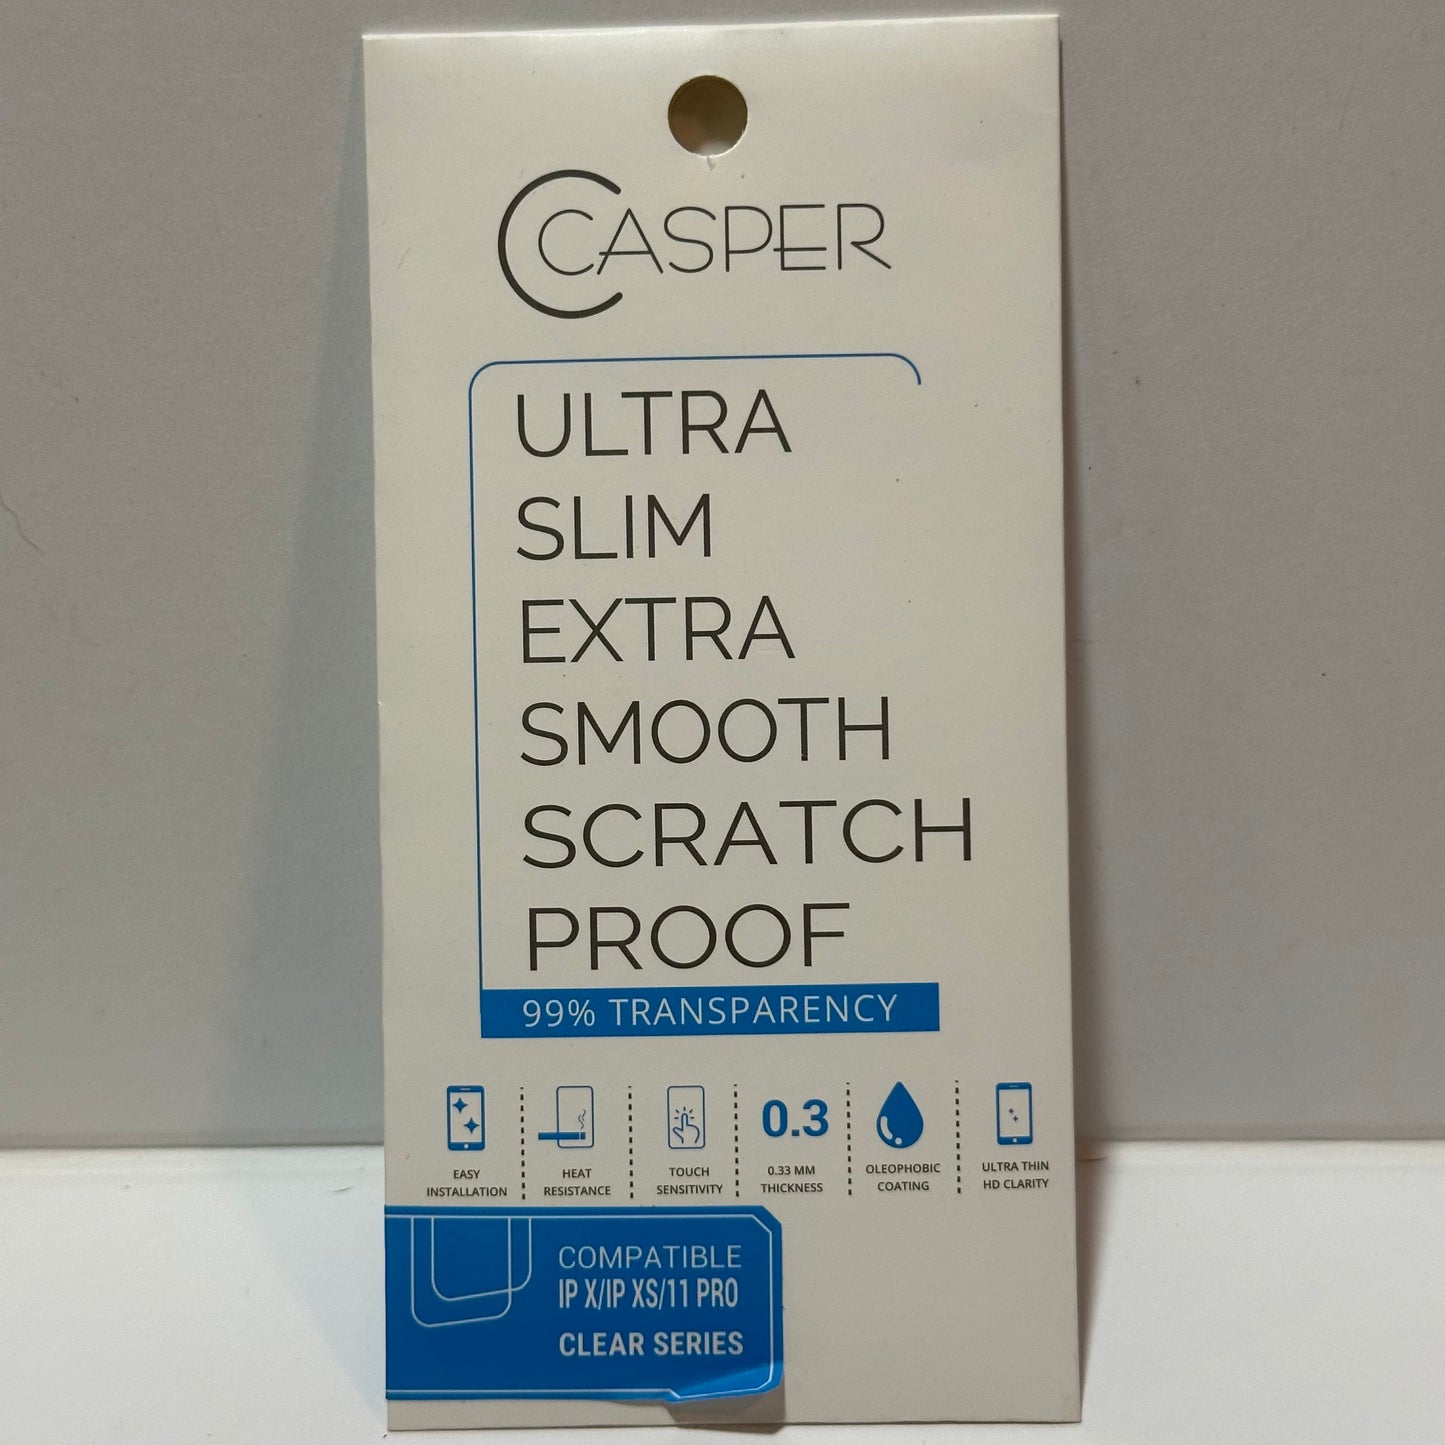 CASPER
ULTRA
SLIM
EXTRA
SMOOTH
SCRATCH
PROOF
99% TRANSPARENCY
EASY
INSTALLATION
HEAT
RESISTANCE
TOUCH
SENSITIVITY
0.3
0.33 MM
THICKNESS
OLEOPHOBIC
COATING
ULTRA THIN
HD CLARITY
COMPATIBLE
IP X/IP XS/11 PRO
CLEAR SERIES